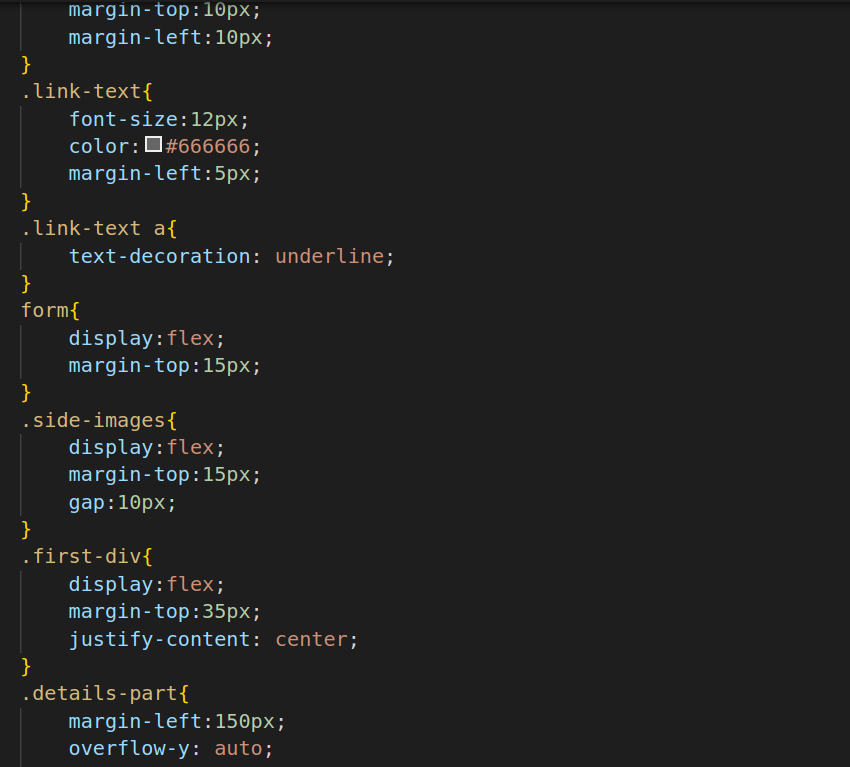 margin-top:10px;
    margin-left:10px;
}
.link-text{
    font-size:12px;
    color:#666666;
    margin-left:5px;
}
.link-text a{
    text-decoration: underline;
}
form{
    display:flex;
    margin-top:15px;
}
.side-images{
    display:flex;
    margin-top:15px;
    gap:10px;
}
.first-div{
    display:flex;
    margin-top:35px;
    justify-content: center;
}
.details-part{
    margin-left:150px;
    overflow-y: auto;